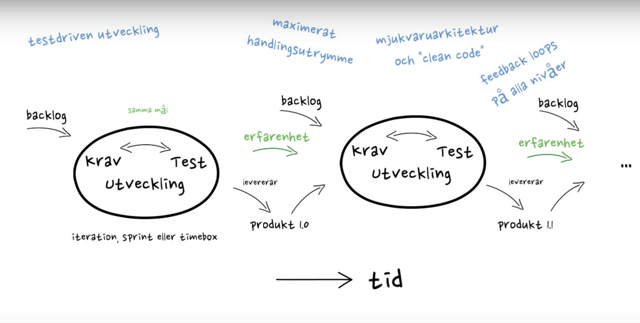 testdriven utveckling
maximerat
handlingsutrymme
mjukvaruarkitektur
och "clean code"
feedback loops
på alla nivåer
backlog
samma mål
krav
Test
utveckling
iteration, sprint eller timebox
backlog
erfarenhet
levererar
produkt 1.0
krav
Test
utveckling
backlog
erfarenhet
levererar
produkt 1.1
...
tid